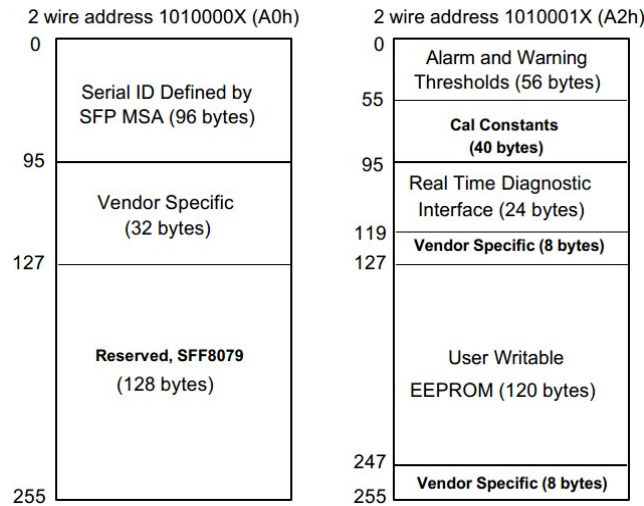 2 wire address 1010000X (A0h)
0
Serial ID Defined by
SFP MSA (96 bytes)
95
Vendor Specific
(32 bytes)
127
Reserved, SFF8079
(128 bytes)
255
2 wire address 1010001X (A2h)
0
Alarm and Warning
Thresholds (56 bytes)
55
Cal Constants
(40 bytes)
95
Real Time Diagnostic
Interface (24 bytes)
119
Vendor Specific (8 bytes)
127
User Writable
EEPROM (120 bytes)
247
Vendor Specific (8 bytes)
255